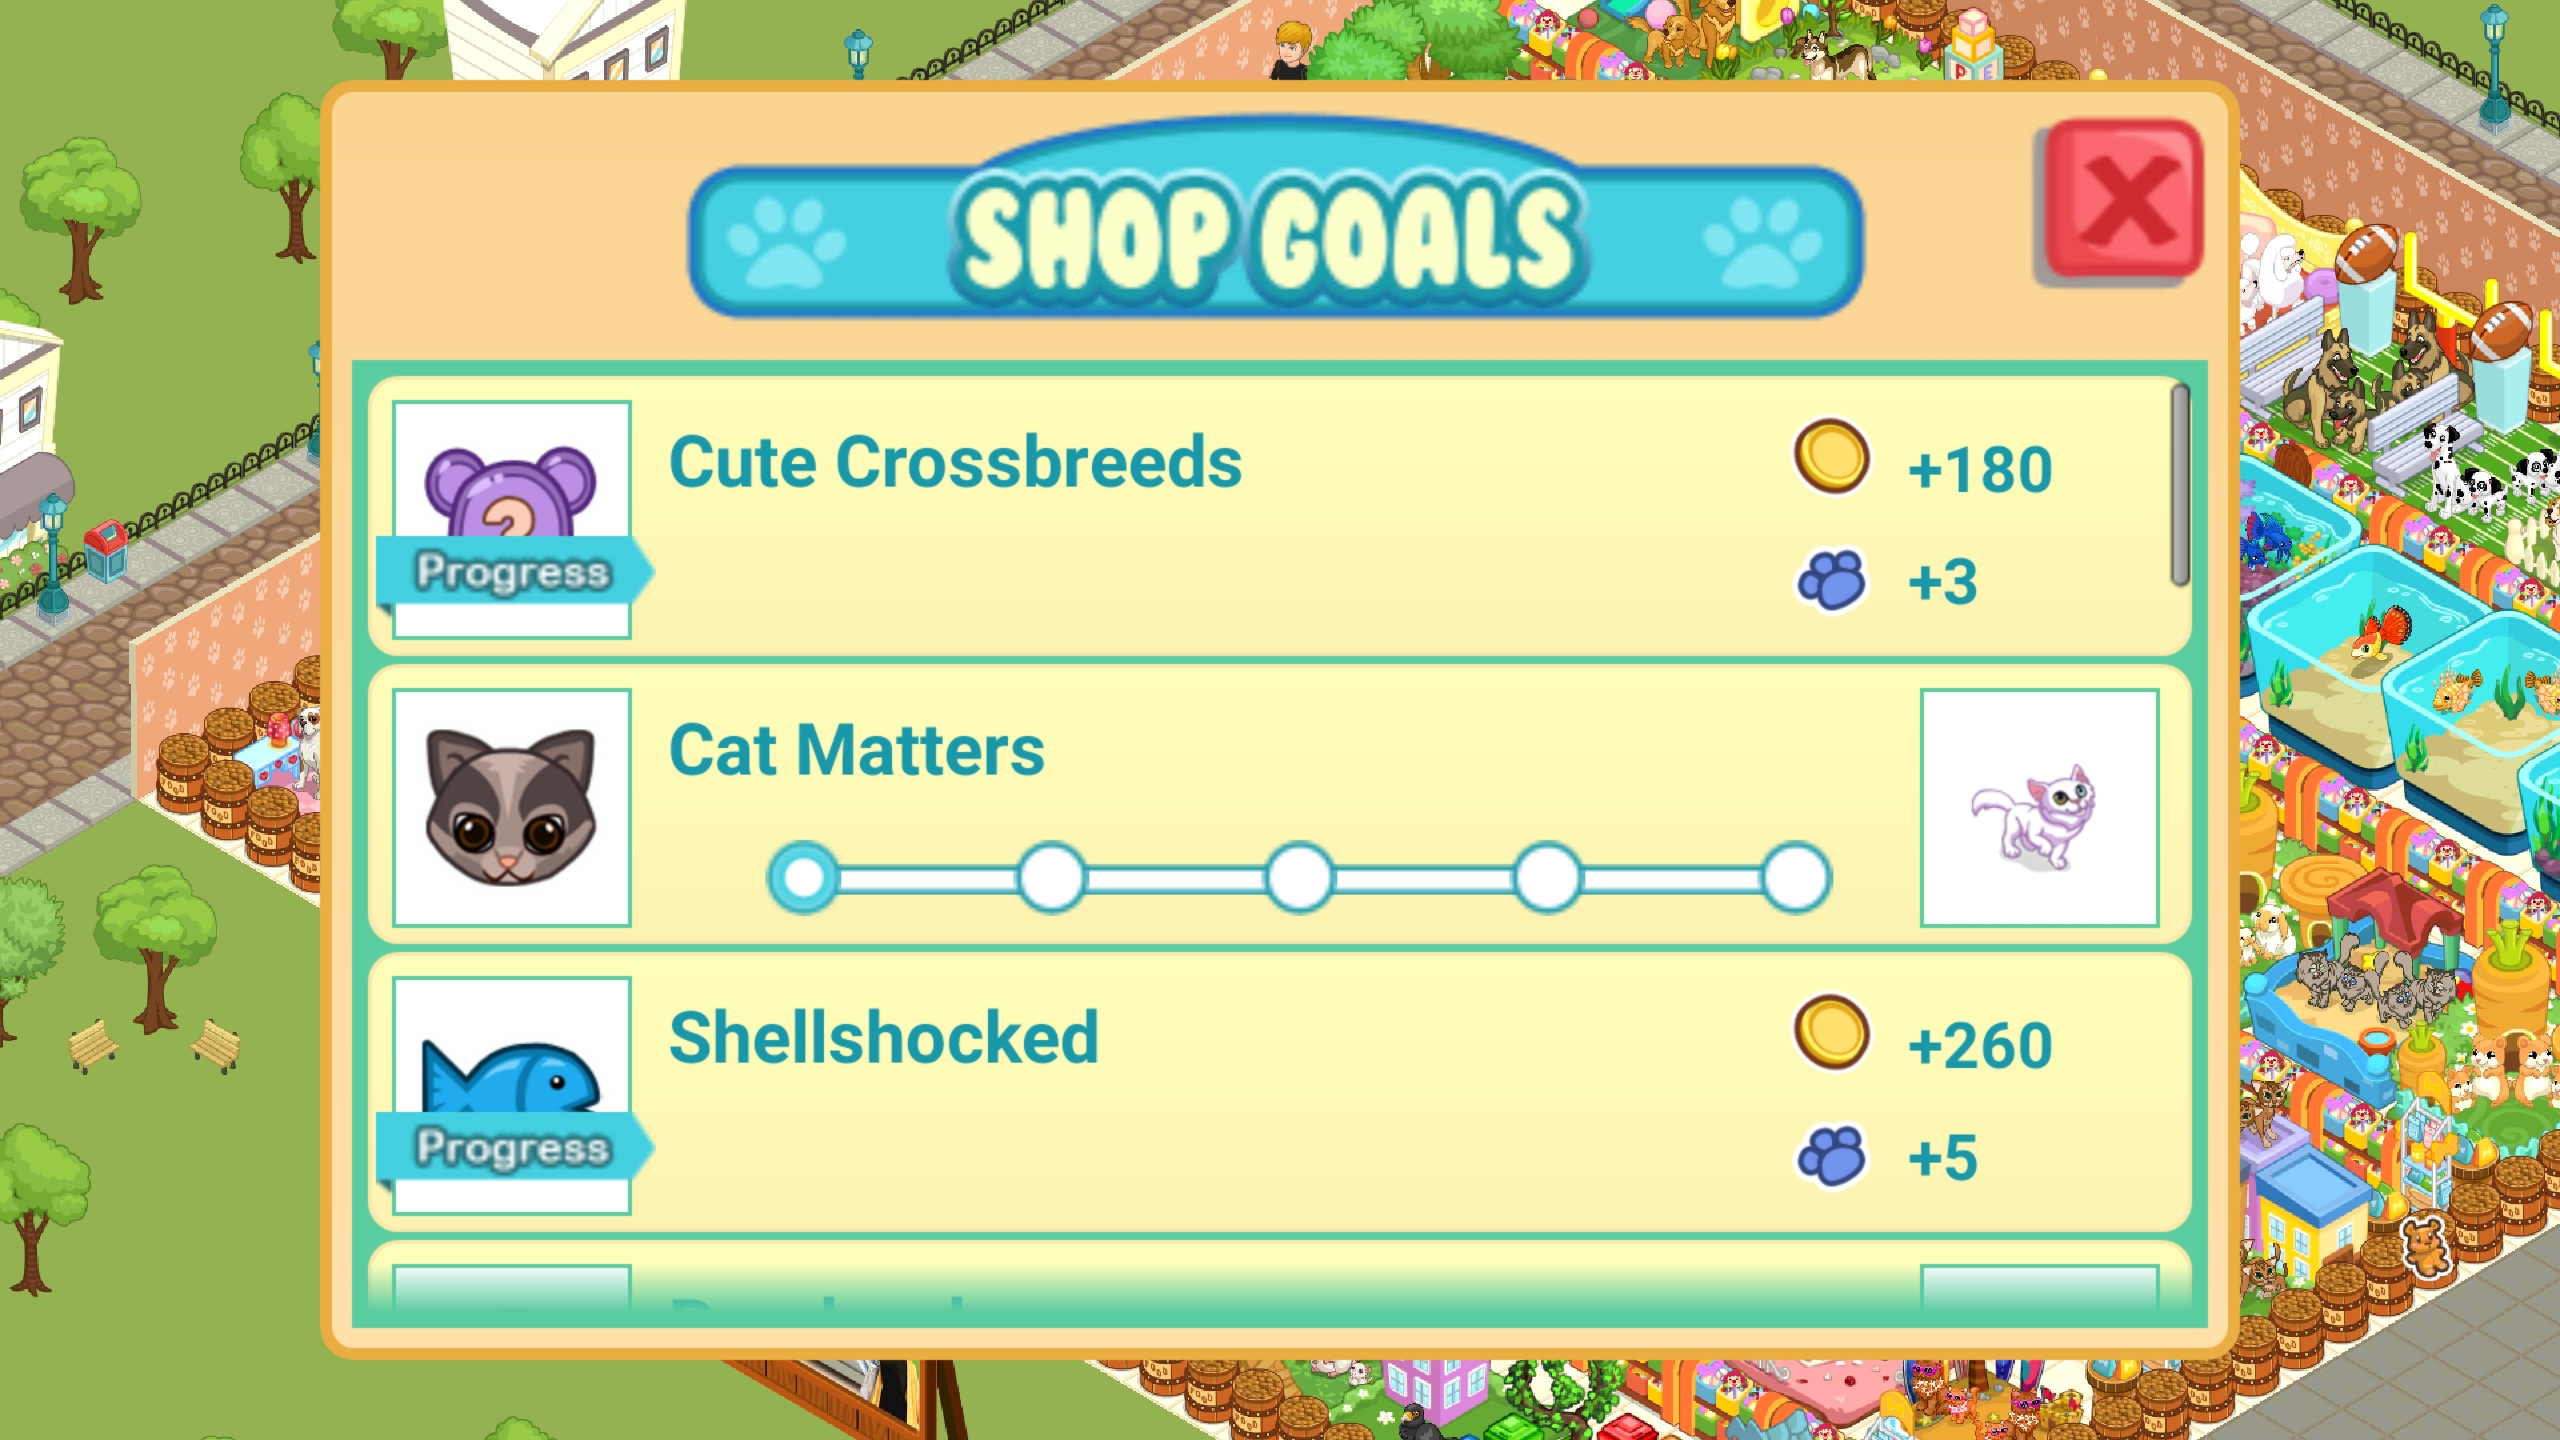 SHOP GOALS
Cute Crossbreeds
+180
Progress
+3
Cat Matters
Shellshocked
+260
Progress
+5